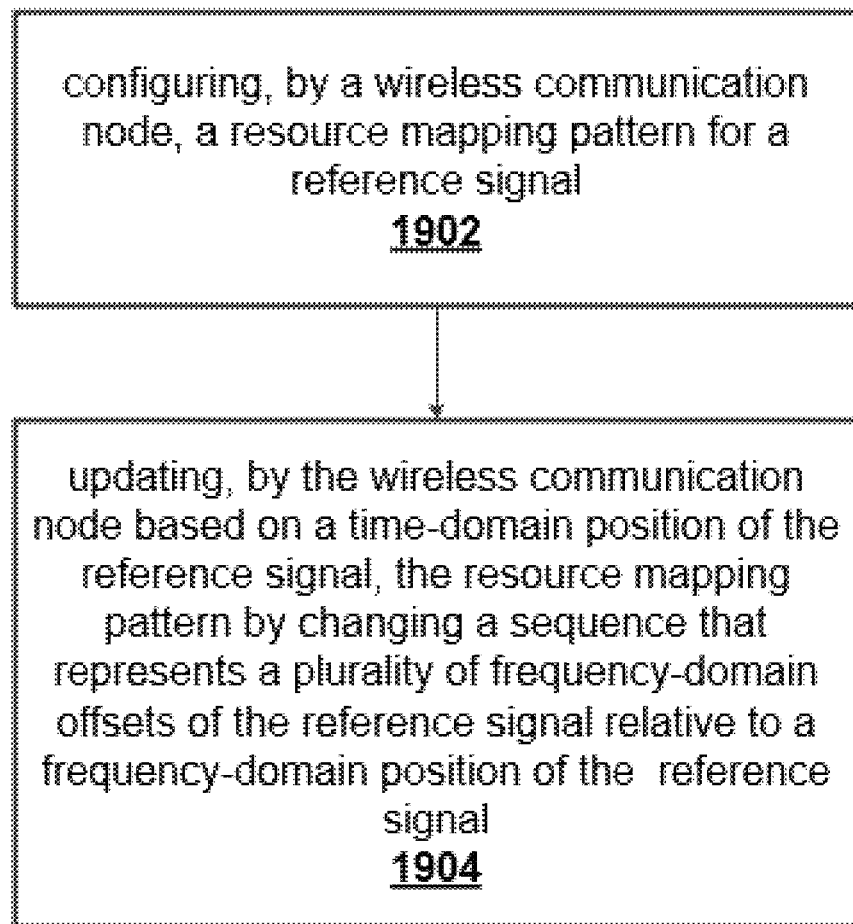 configuring, by a wireless communication
node, a resource mapping pattern for a
reference signal
1902
updating, by the wireless communication
node based on a time-domain position of the
reference signal, the resource mapping
pattern by changing a sequence that
represents a plurality of frequency-domain
offsets of the reference signal relative to a
frequency-domain position of the reference
signal
1904